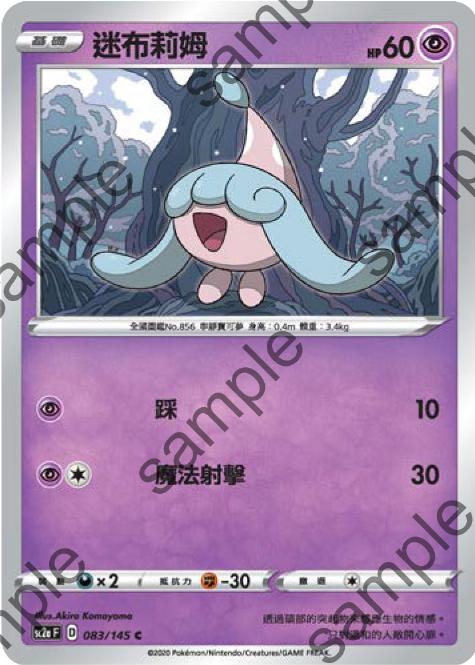 基礎 迷布莉姆 HP60
全國圖鑑No.856 寧靜寶可夢 身高：0.4m 體重：3.4kg
踩 10
魔法射擊 30
弱點 ×2 抵抗力 -30 撤退
Illus.Akira Komayama
sc2a F D 083/145 C
透過頭部的突起物來感應生物的情感。
只對溫和的人敞開心扉。
©2020 Pokémon/Nintendo/Creatures/GAME FREAK.
sample
sample
sample
sample
sample
sample
sample